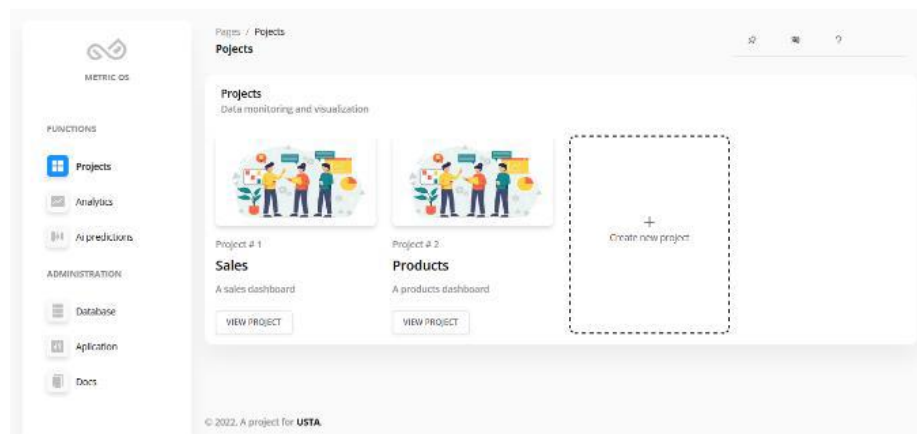 METRIC OS
FUNCTIONS
Projects
Analytics
Ai predictions
ADMINISTRATION
Database
Aplication
Docs
Pages / Pojects
Pojects
Projects
Data monitoring and visualization
Project # 1
Sales
A sales dashboard
VIEW PROJECT
Project # 2
Products
A products dashboard
VIEW PROJECT
+
Create new project
?
© 2022, A project for USTA.